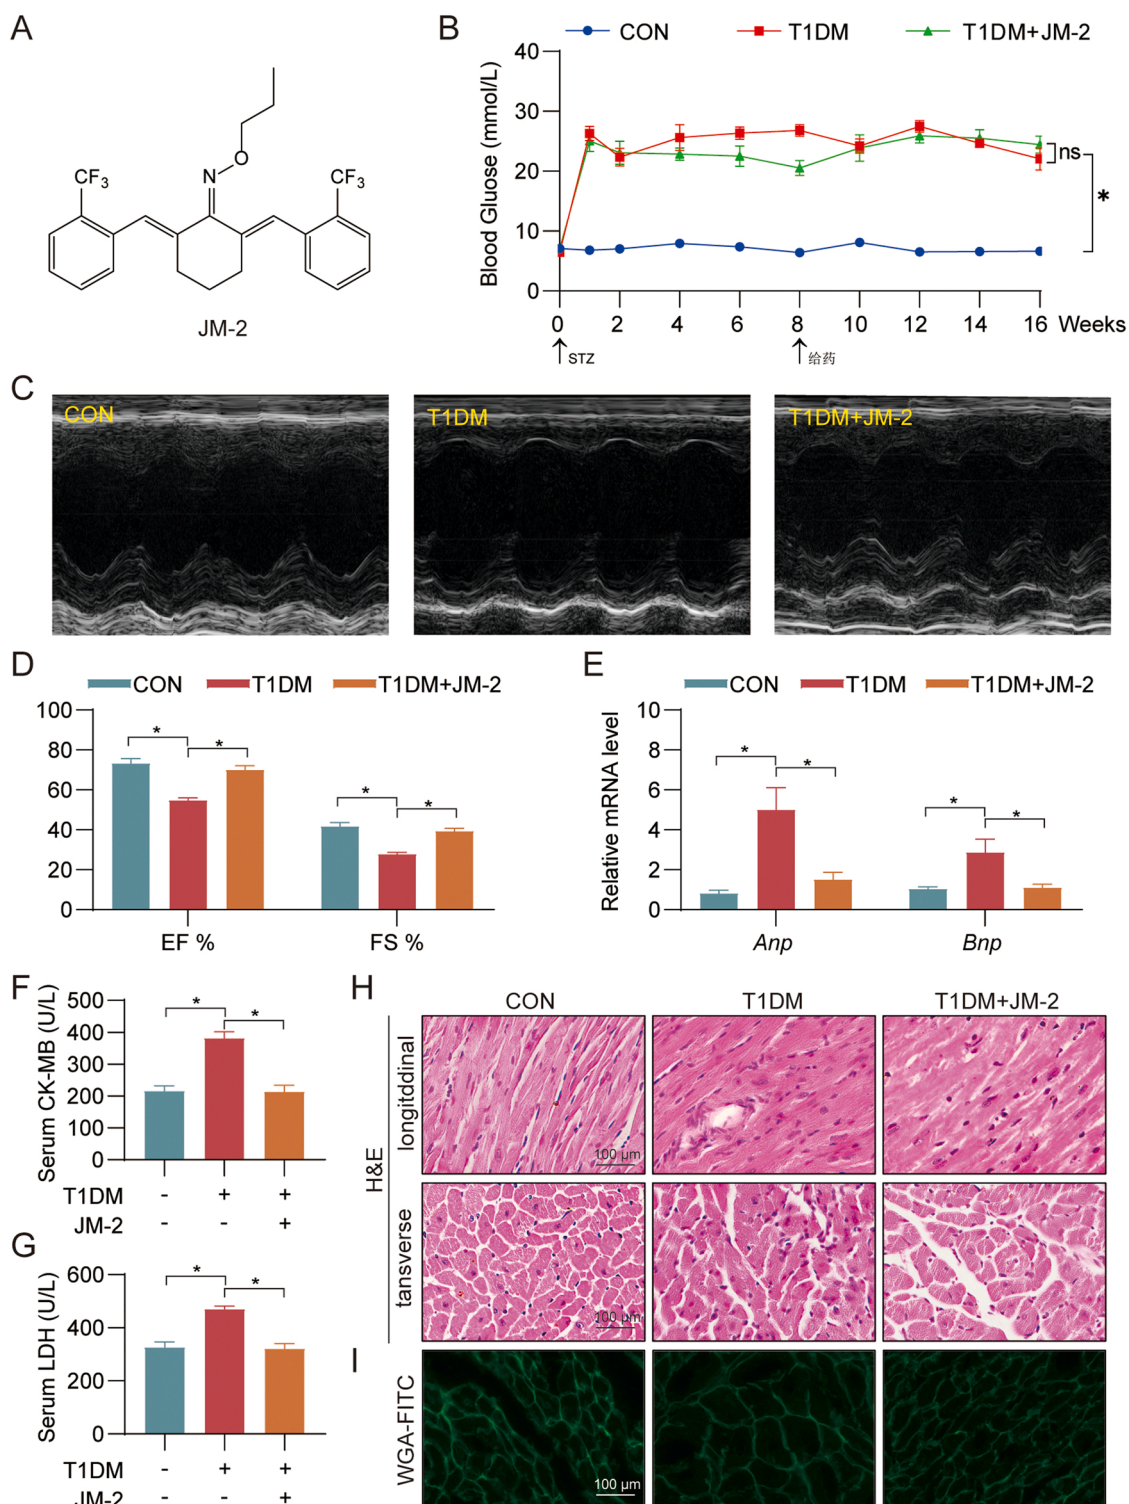 A
CF₃
N
O
CF₃
JM-2
B
CON
T1DM
T1DM+JM-2
Blood Gluose (mmol/L)
40
30
20
10
0
ns
*
0 2 4 6 8 10 12 14 16 Weeks
STZ
给药
C
CON
T1DM
T1DM+JM-2
D
CON
T1DM
T1DM+JM-2
100
80
60
40
20
0
* *
* *
EF %
FS %
E
CON
T1DM
T1DM+JM-2
Relative mRNA level
10
8
6
4
2
0
* *
* *
Anp
Bnp
F
Serum CK-MB (U/L)
500
400
300
200
100
0
* *
T1DM - + +
JM-2 - - +
G
Serum LDH (U/L)
600
400
200
0
* *
T1DM - + +
JM-2 - - +
H
CON
T1DM
T1DM+JM-2
H&E
longitddinal
100 μm
tansverse
100 μm
I
WGA-FITC
100 μm